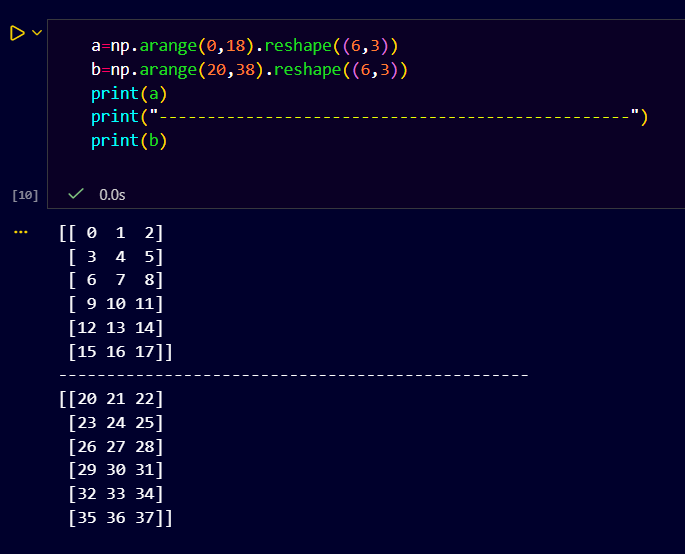 a=np.arange(0,18).reshape((6,3))
b=np.arange(20,38).reshape((6,3))
print(a)
print("-------------------------------------------------")
print(b)
[10]
0.0s
...
[[ 0  1  2]
 [ 3  4  5]
 [ 6  7  8]
 [ 9 10 11]
 [12 13 14]
 [15 16 17]]
-------------------------------------------------
[[20 21 22]
 [23 24 25]
 [26 27 28]
 [29 30 31]
 [32 33 34]
 [35 36 37]]